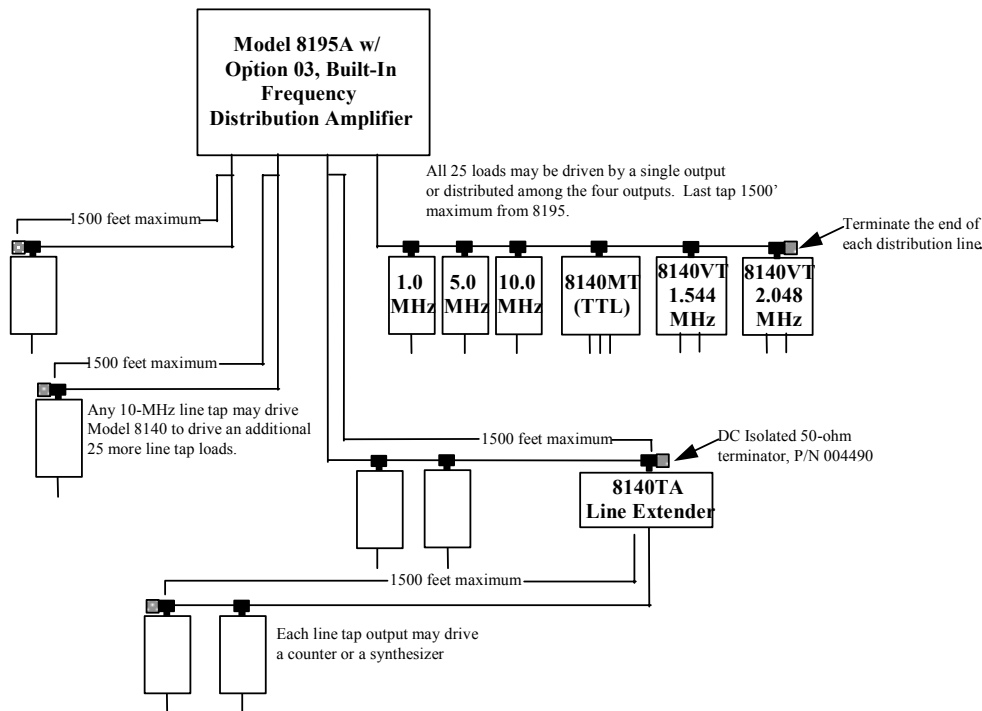 Model 8195A w/
Option 03, Built-In
Frequency
Distribution Amplifier
All 25 loads may be driven by a single output
or distributed among the four outputs.  Last tap 1500'
maximum from 8195.
1500 feet maximum
Terminate the end of
each distribution line.
1.0
MHz
5.0
MHz
10.0
MHz
8140MT
(TTL)
8140VT
1.544
MHz
8140VT
2.048
MHz
1500 feet maximum
Any 10-MHz line tap may drive
Model 8140 to drive an additional
25 more line tap loads.
1500 feet maximum
DC Isolated 50-ohm
terminator, P/N 004490
8140TA
Line Extender
1500 feet maximum
Each line tap output may drive
a counter or a synthesizer